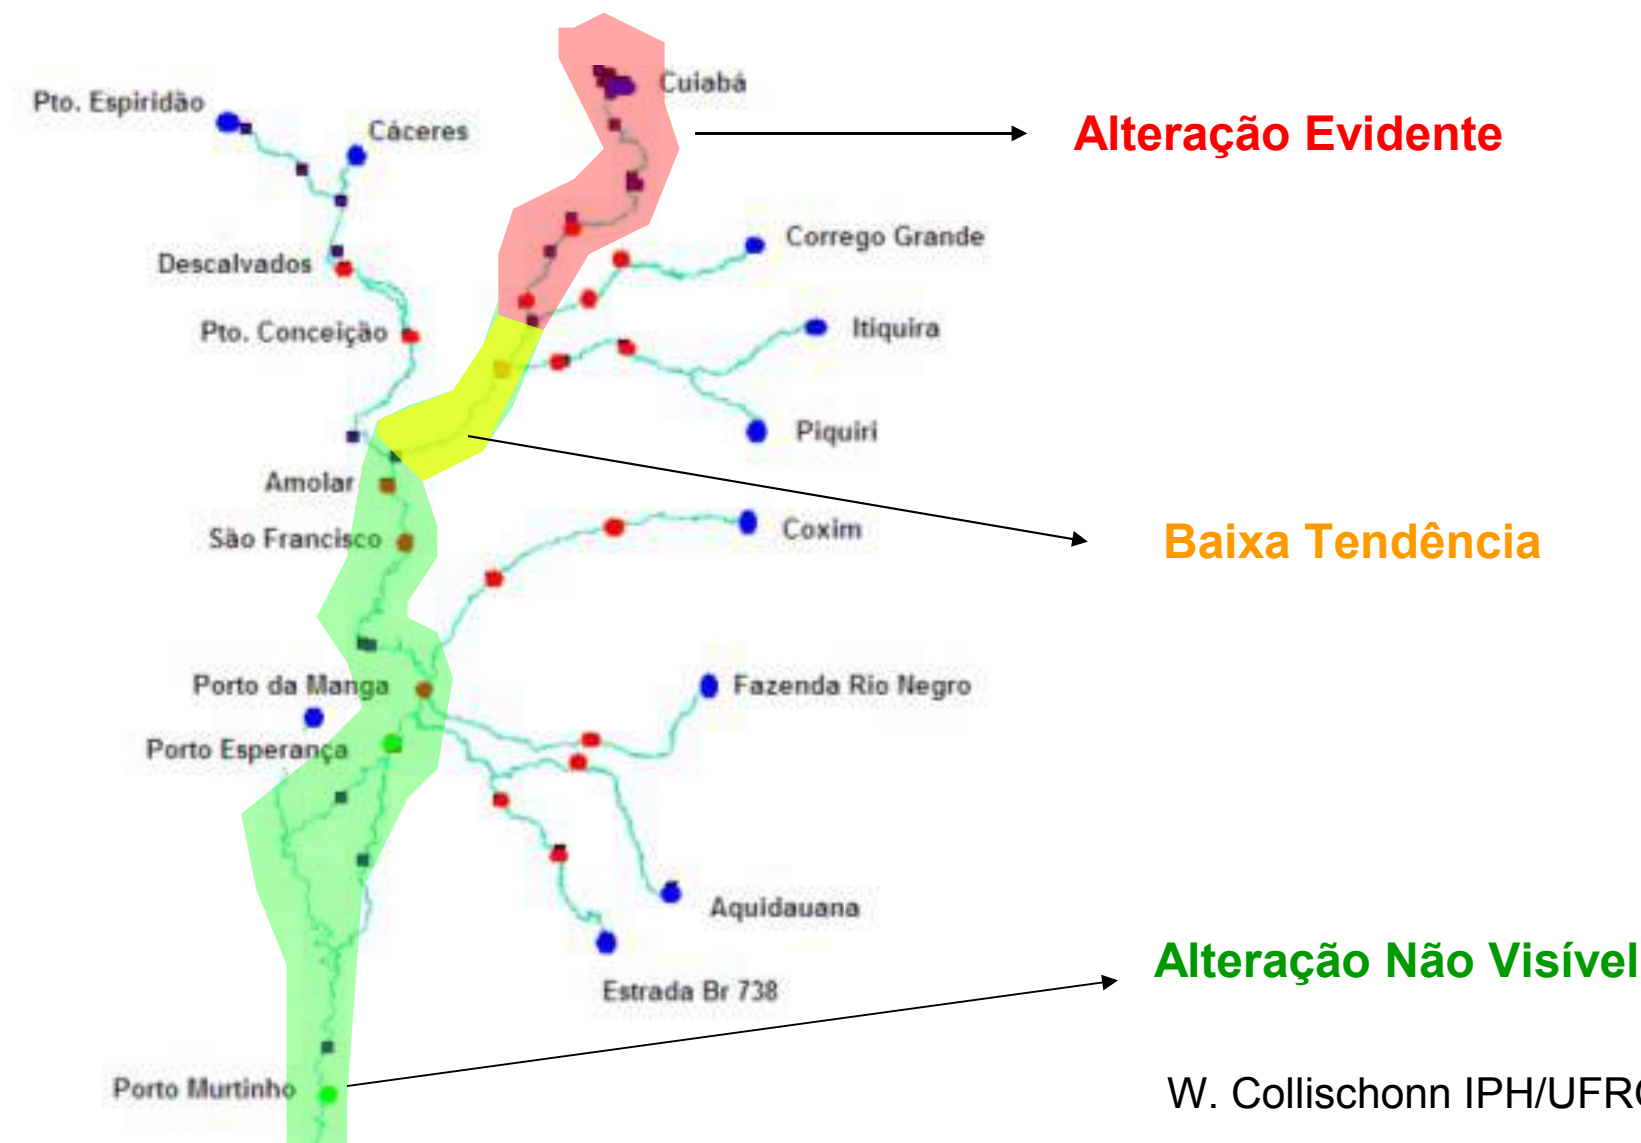 Cuiabá
Pto. Espiridão
Cáceres
Alteração Evidente
Corrego Grande
Descalvados
Pto. Conceição
Itiquira
Piquiri
Amolar
São Francisco
Coxim
Baixa Tendência
Porto da Manga
Fazenda Rio Negro
Porto Esperança
Aquidauana
Alteração Não Visível
Estrada Br 738
Porto Murtinho
W. Collischonn IPH/UFRG